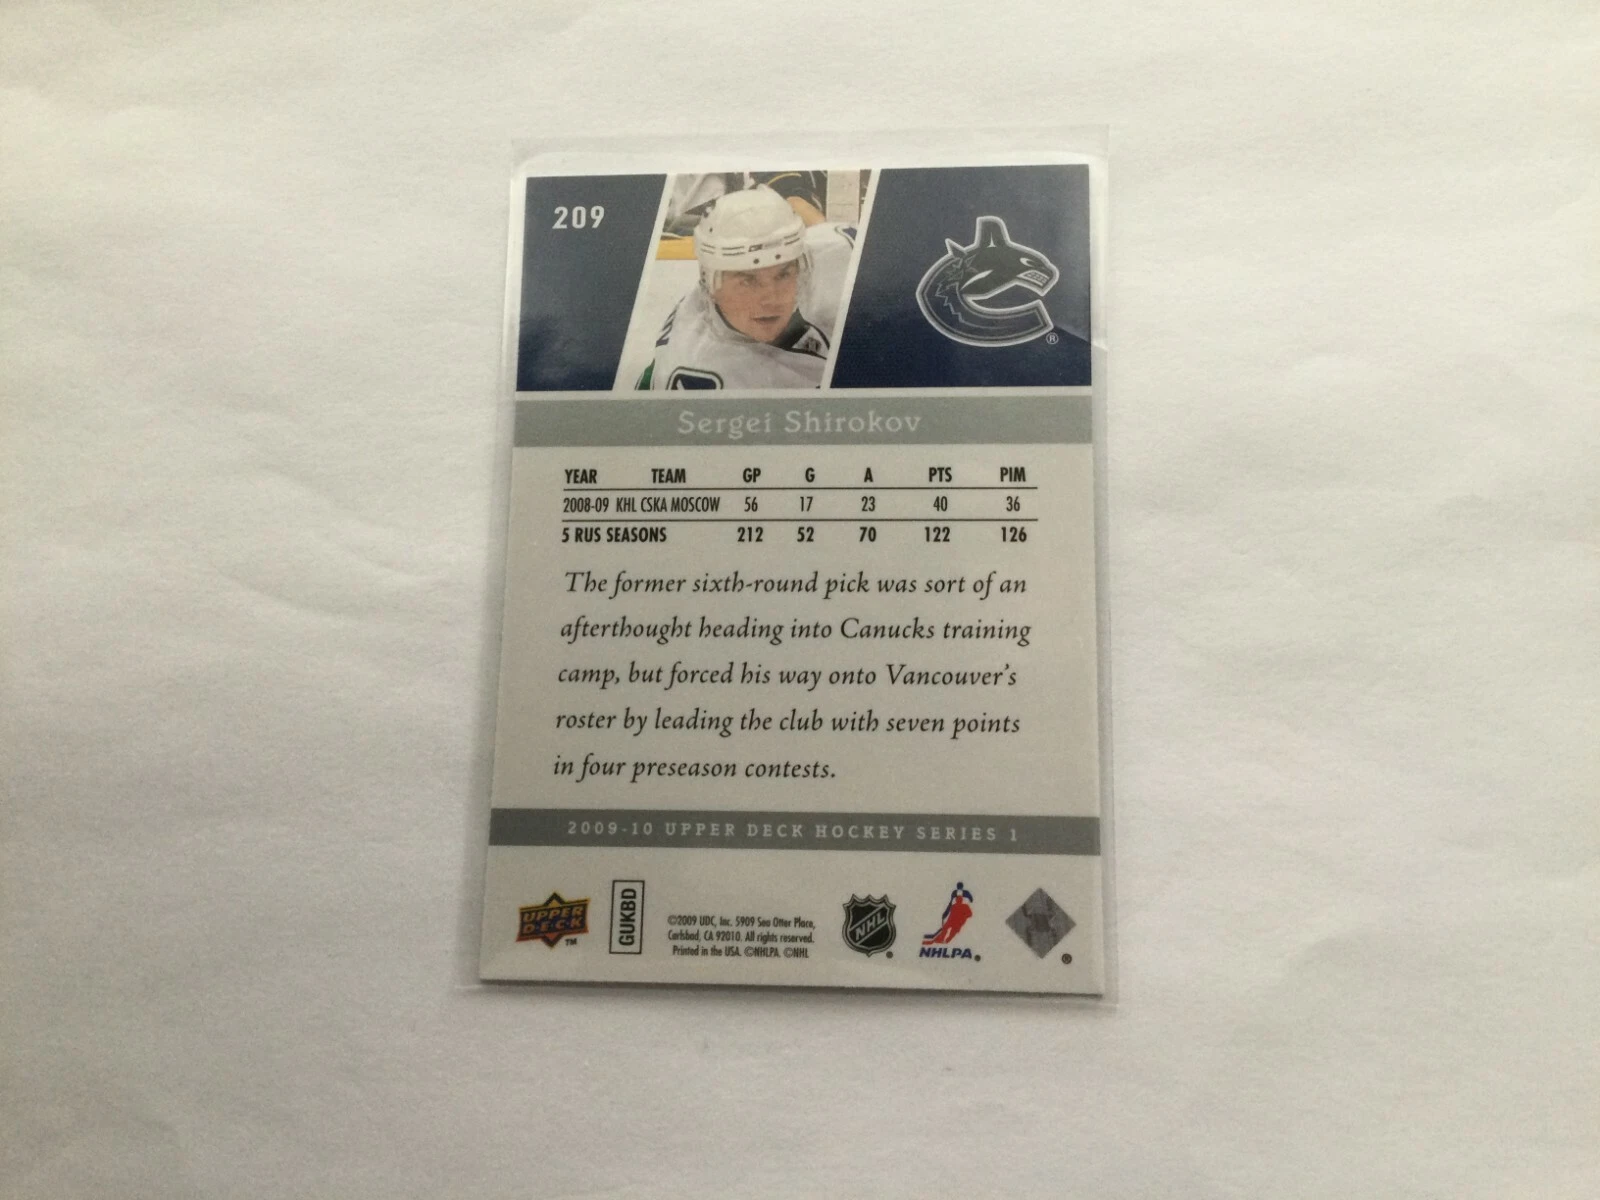 209
®
Sergei Shirokov
YEAR TEAM GP G A PTS PIM
2008-09 KHL CSKA MOSCOW 56 17 23 40 36
5 RUS SEASONS 212 52 70 122 126
The former sixth-round pick was sort of an
afterthought heading into Canucks training
camp, but forced his way onto Vancouver's
roster by leading the club with seven points
in four preseason contests.
2009-10 UPPER DECK HOCKEY SERIES 1
UPPER
DECK
TM
GUKBD
©2009 UDC, Inc. 5909 Sea Otter Place,
Carlsbad, CA 92010. All rights reserved.
Printed in the USA. ©NHLPA. ©NHL
NHL
®
NHLPA®
®